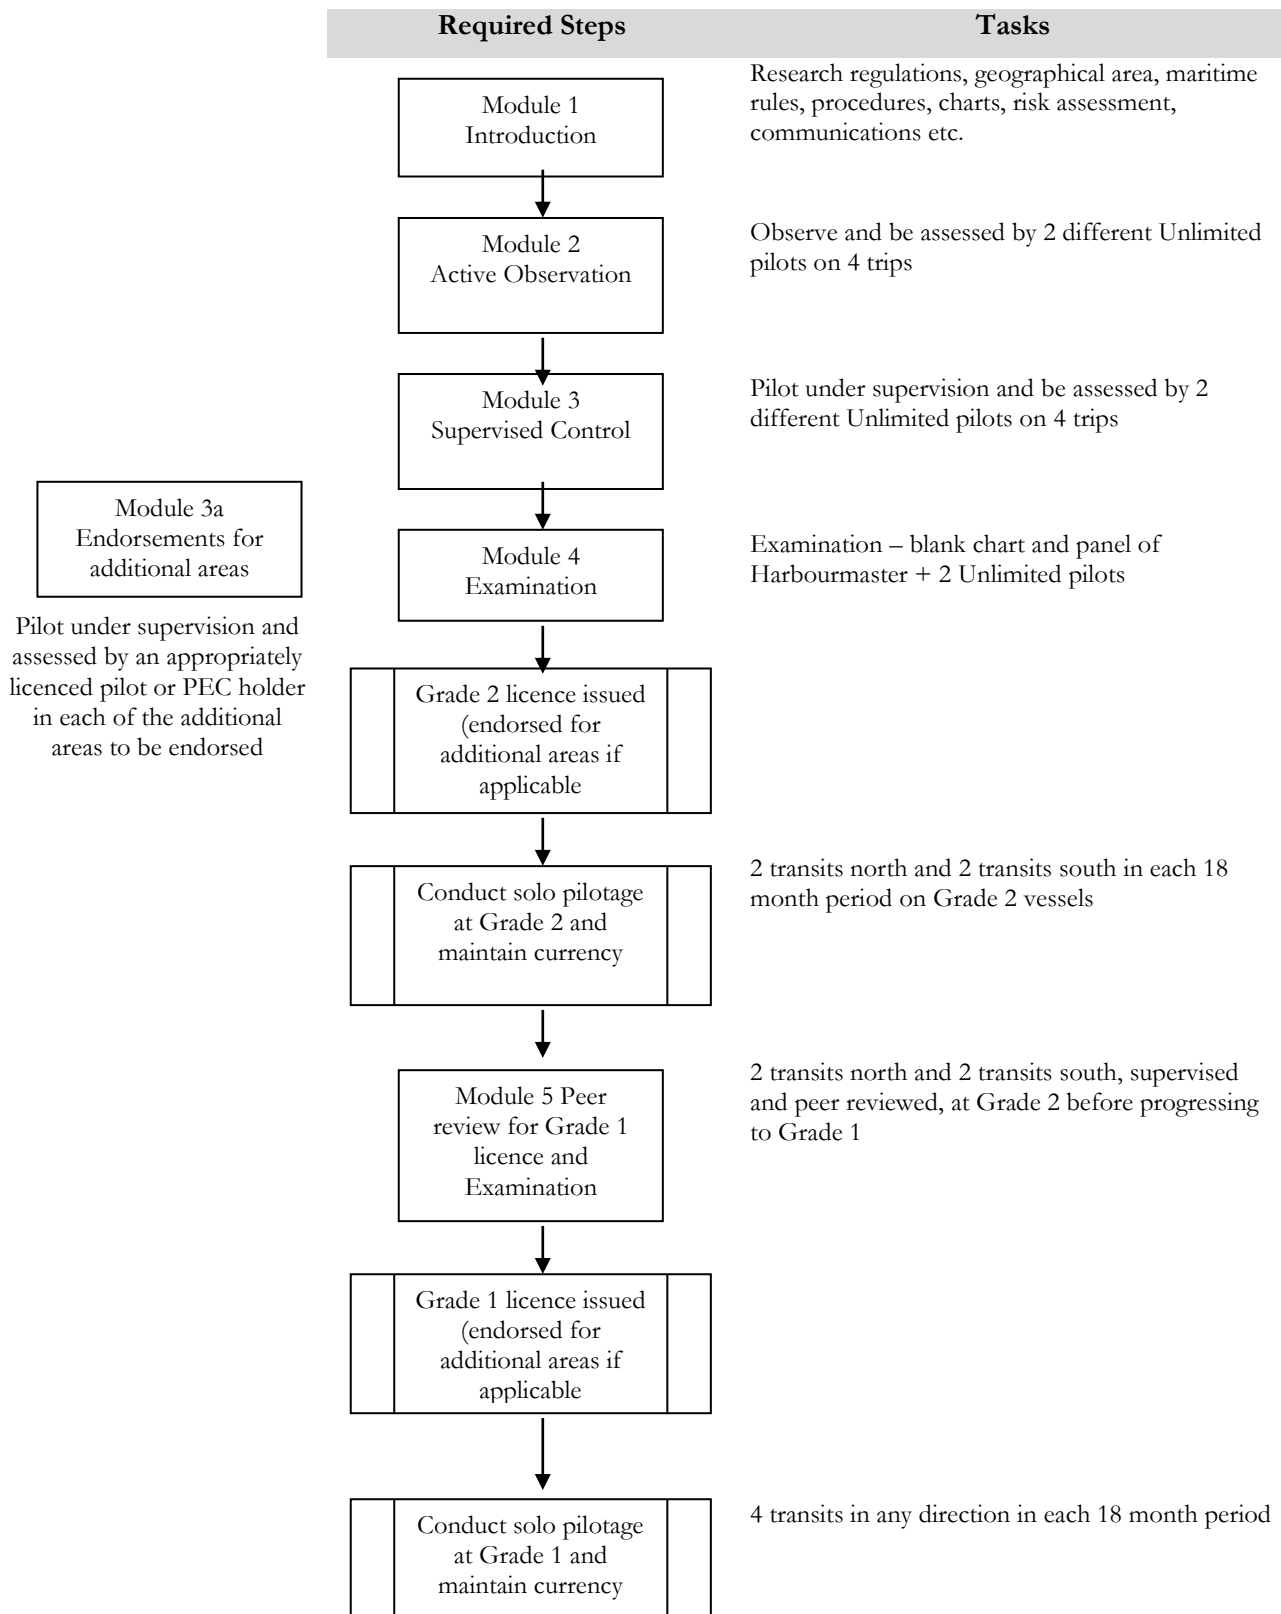 Required Steps
Tasks
Module 1
Introduction
Research regulations, geographical area, maritime
rules, procedures, charts, risk assessment,
communications etc.
Module 2
Active Observation
Observe and be assessed by 2 different Unlimited
pilots on 4 trips
Module 3
Supervised Control
Pilot under supervision and be assessed by 2
different Unlimited pilots on 4 trips
Module 3a
Endorsements for
additional areas
Pilot under supervision and
assessed by an appropriately
licenced pilot or PEC holder
in each of the additional
areas to be endorsed
Module 4
Examination
Examination – blank chart and panel of
Harbourmaster + 2 Unlimited pilots
Grade 2 licence issued
(endorsed for
additional areas if
applicable
Conduct solo pilotage
at Grade 2 and
maintain currency
2 transits north and 2 transits south in each 18
month period on Grade 2 vessels
Module 5 Peer
review for Grade 1
licence and
Examination
2 transits north and 2 transits south, supervised
and peer reviewed, at Grade 2 before progressing
to Grade 1
Grade 1 licence issued
(endorsed for
additional areas if
applicable
Conduct solo pilotage
at Grade 1 and
maintain currency
4 transits in any direction in each 18 month period